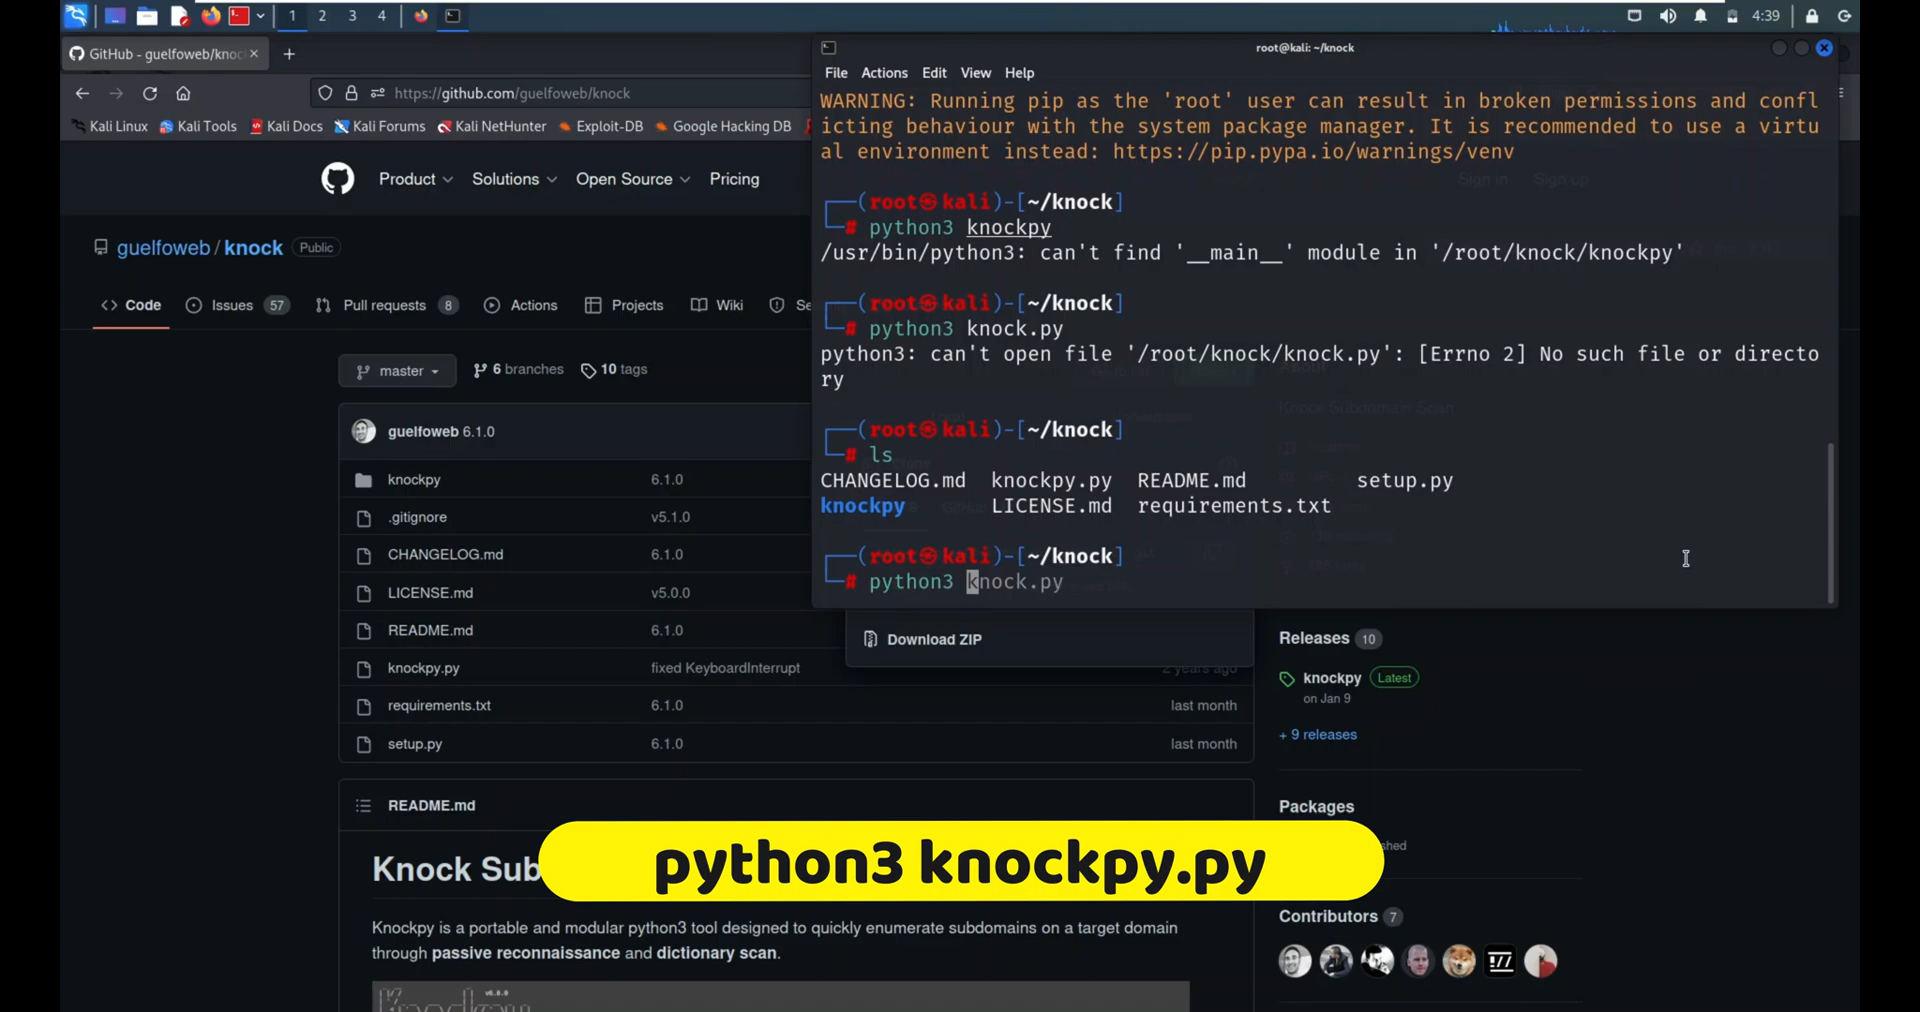 1 2 3 4
4:39
GitHub - guelfoweb/knoc
https://github.com/guelfoweb/knock
Kali Linux Kali Tools Kali Docs Kali Forums Kali NetHunter Exploit-DB Google Hacking DB
Product Solutions Open Source Pricing
Sign in Sign up
guelfoweb / knock Public
Code Issues 57 Pull requests 8 Actions Projects Wiki Se
master 6 branches 10 tags
guelfoweb 6.1.0
knockpy 6.1.0
.gitignore v5.1.0
CHANGELOG.md 6.1.0
LICENSE.md v5.0.0
README.md 6.1.0
knockpy.py fixed KeyboardInterrupt 2 years ago
requirements.txt 6.1.0 last month
setup.py 6.1.0 last month
README.md
Knock Sub
Knockpy is a portable and modular python3 tool designed to quickly enumerate subdomains on a target domain
through passive reconnaissance and dictionary scan.
root@kali: ~/knock
File Actions Edit View Help
WARNING: Running pip as the 'root' user can result in broken permissions and confl
icting behaviour with the system package manager. It is recommended to use a virtu
al environment instead: https://pip.pypa.io/warnings/venv
(root㉿kali)-[~/knock]
# python3 knockpy
/usr/bin/python3: can't find '__main__' module in '/root/knock/knockpy'
(root㉿kali)-[~/knock]
# python3 knock.py
python3: can't open file '/root/knock/knock.py': [Errno 2] No such file or directo
ry
(root㉿kali)-[~/knock]
# ls
CHANGELOG.md knockpy.py README.md setup.py
knockpy LICENSE.md requirements.txt
(root㉿kali)-[~/knock]
# python3 knock.py
Download ZIP
Releases 10
knockpy Latest
on Jan 9
+ 9 releases
Packages
shed
Contributors 7
python3 knockpy.py